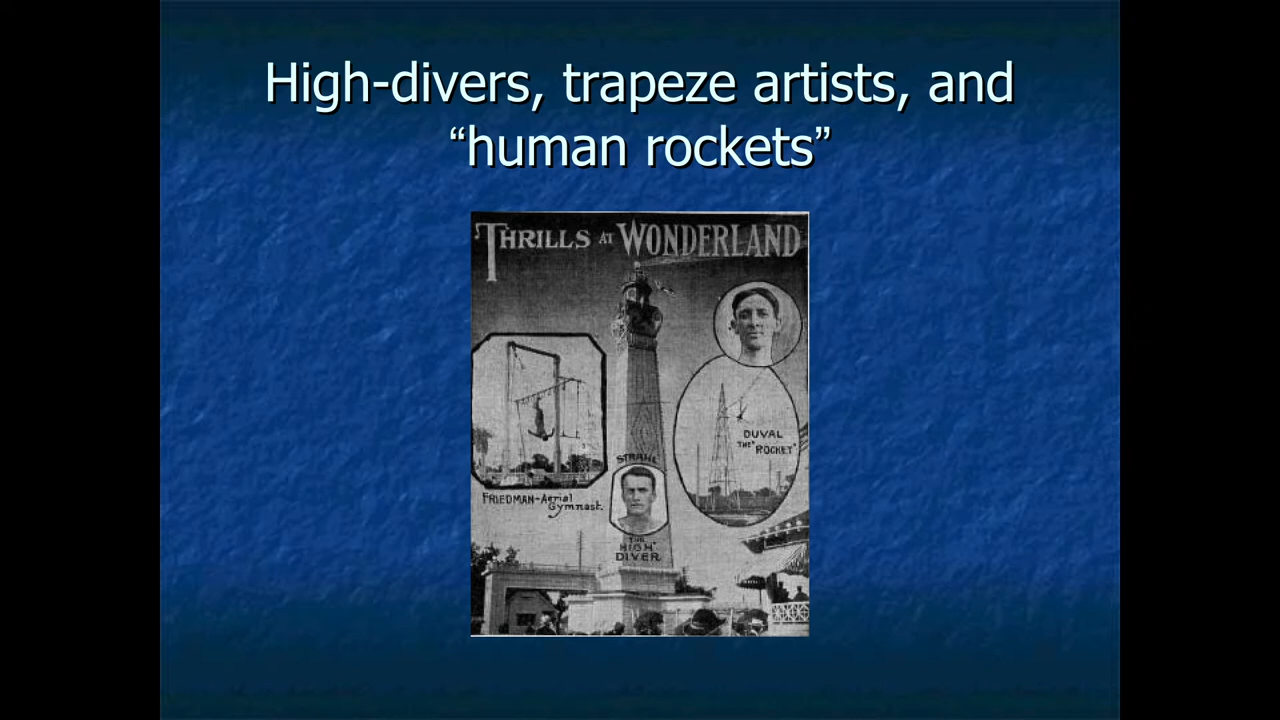 High-divers, trapeze artists, and
“human rockets”
THRILLS AT WONDERLAND
DUVAL
THE "ROCKET"
STRAHL
FRIEDMAN-Aerial
Gymnast.
THE
"HIGH"
DIVER